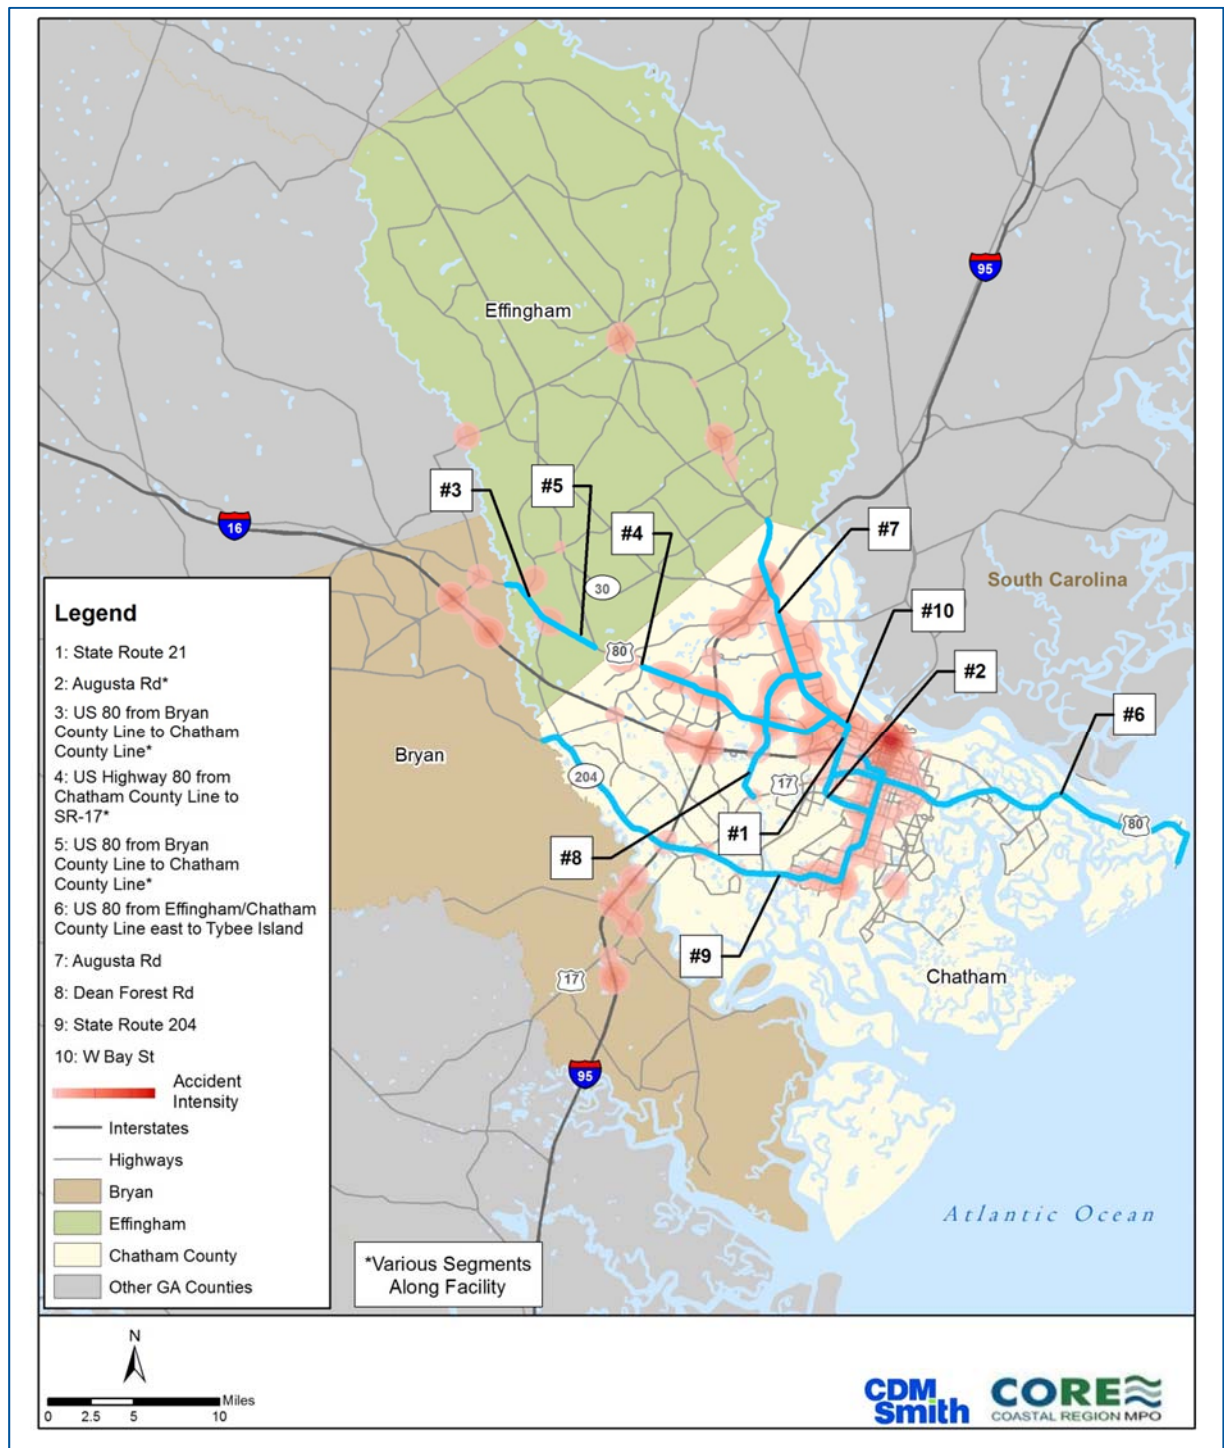 95
Effingham
#3
#5
#4
#7
16
South Carolina
30
#10
80
#2
#6
Bryan
204
17
80
#1
#8
#9
Chatham
17
95
Atlantic Ocean
Legend
1: State Route 21
2: Augusta Rd*
3: US 80 from Bryan
County Line to Chatham
County Line*
4: US Highway 80 from
Chatham County Line to
SR-17*
5: US 80 from Bryan
County Line to Chatham
County Line*
6: US 80 from Effingham/Chatham
County Line east to Tybee Island
7: Augusta Rd
8: Dean Forest Rd
9: State Route 204
10: W Bay St
Accident
Intensity
Interstates
Highways
Bryan
Effingham
Chatham County
Other GA Counties
*Various Segments
Along Facility
N
Miles
0 2.5 5 10
CDM
Smith
CORE
COASTAL REGION MPO